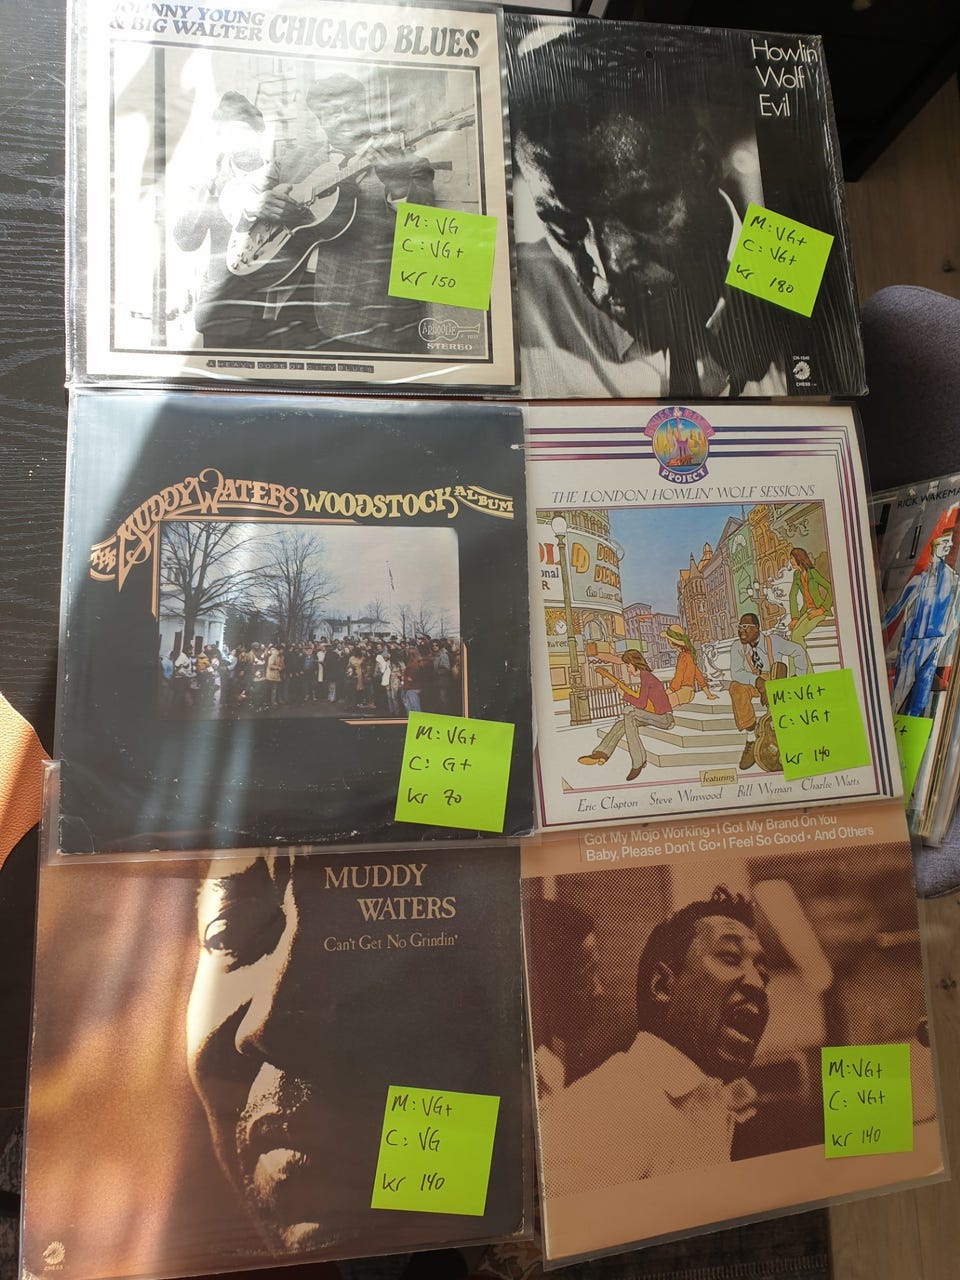 JOHNNY YOUNG
& BIG WALTER CHICAGO BLUES
M: VG
C: VG+
kr 150
ARHOOLIE
STEREO
A HEAVY DOSE OF CITY BLUES
Howlin
Wolf
Evil
M: VG+
C: VG+
kr 180
CHESS
THE MUDDY WATERS WOODSTOCK ALBUM
M: VG+
C: G+
kr 70
PROJECT
THE LONDON HOWLIN' WOLF SESSIONS
M: VG+
C: VG+
kr 140
featuring
Eric Clapton Steve Winwood Bill Wyman Charlie Watts
RICK WAKEMA
MUDDY
WATERS
Can't Get No Grindin'
M: VG+
C: VG
kr 140
CHESS
Got My Mojo Working • I Got My Brand On You
Baby, Please Don't Go • I Feel So Good • And Others
M: VG+
C: VG+
kr 140